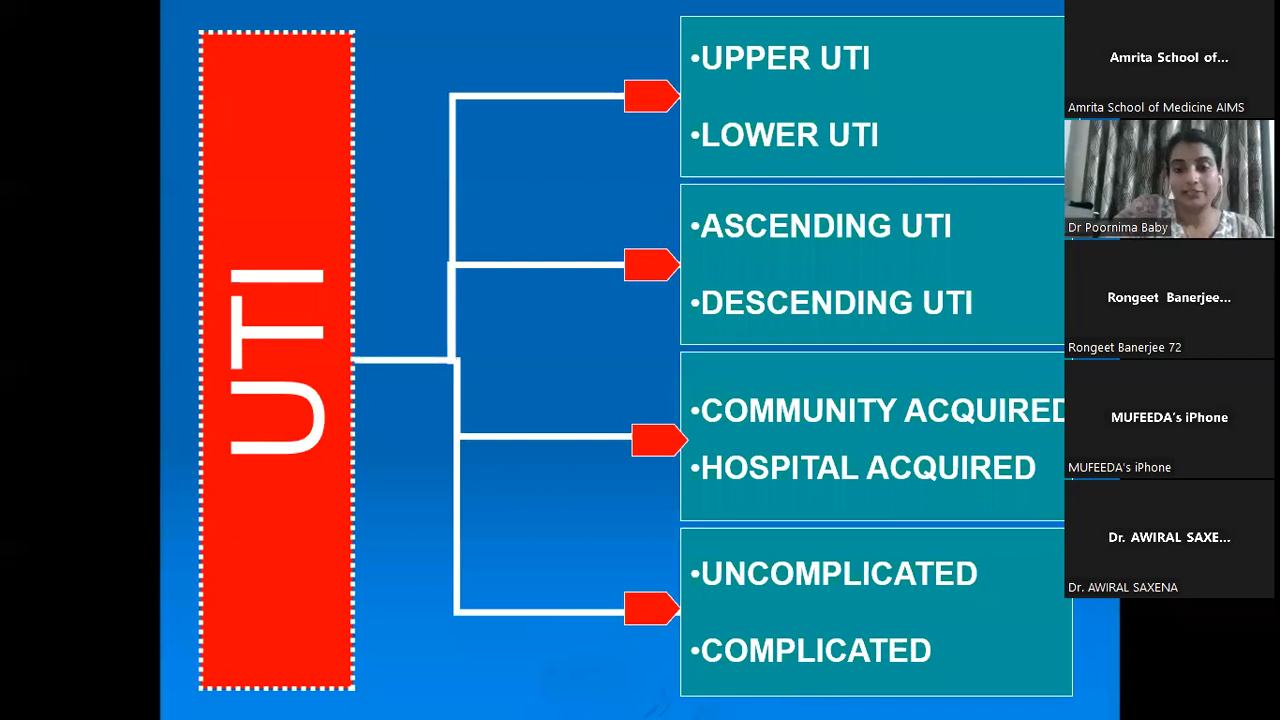 UTI
•UPPER UTI
•LOWER UTI
•ASCENDING UTI
•DESCENDING UTI
•COMMUNITY ACQUIRED
•HOSPITAL ACQUIRED
•UNCOMPLICATED
•COMPLICATED
Amrita School of...
Amrita School of Medicine AIMS
Dr Poornima Baby
Rongeet Banerjee...
Rongeet Banerjee 72
MUFEEDA's iPhone
MUFEEDA's iPhone
Dr. AWIRAL SAXE...
Dr. AWIRAL SAXENA